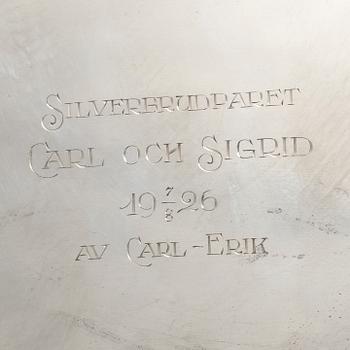 SILVERBRUDPARET
CARL OCH SIGRID
19 7/8 26
AV CARL-ERIK